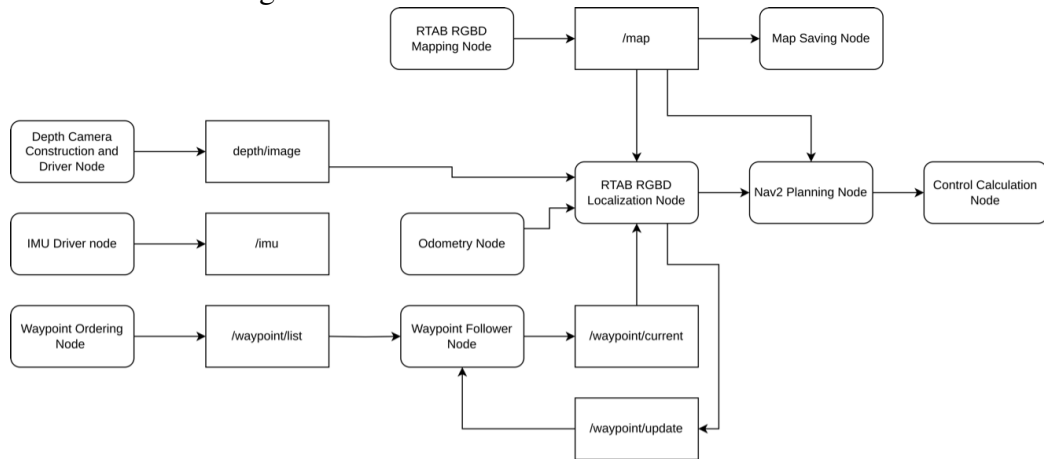 RTAB RGBD
Mapping Node
/map
Map Saving Node
Depth Camera
Construction and
Driver Node
depth/image
RTAB RGBD
Localization Node
Nav2 Planning Node
Control Calculation
Node
IMU Driver node
/imu
Odometry Node
Waypoint Ordering
Node
/waypoint/list
Waypoint Follower
Node
/waypoint/current
/waypoint/update